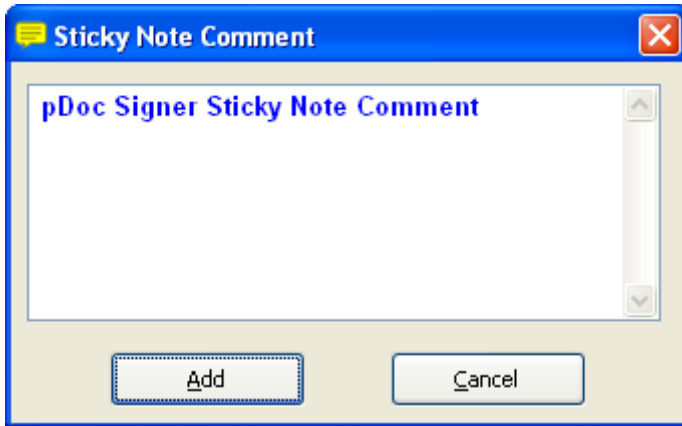 Sticky Note Comment
pDoc Signer Sticky Note Comment
Add
Cancel